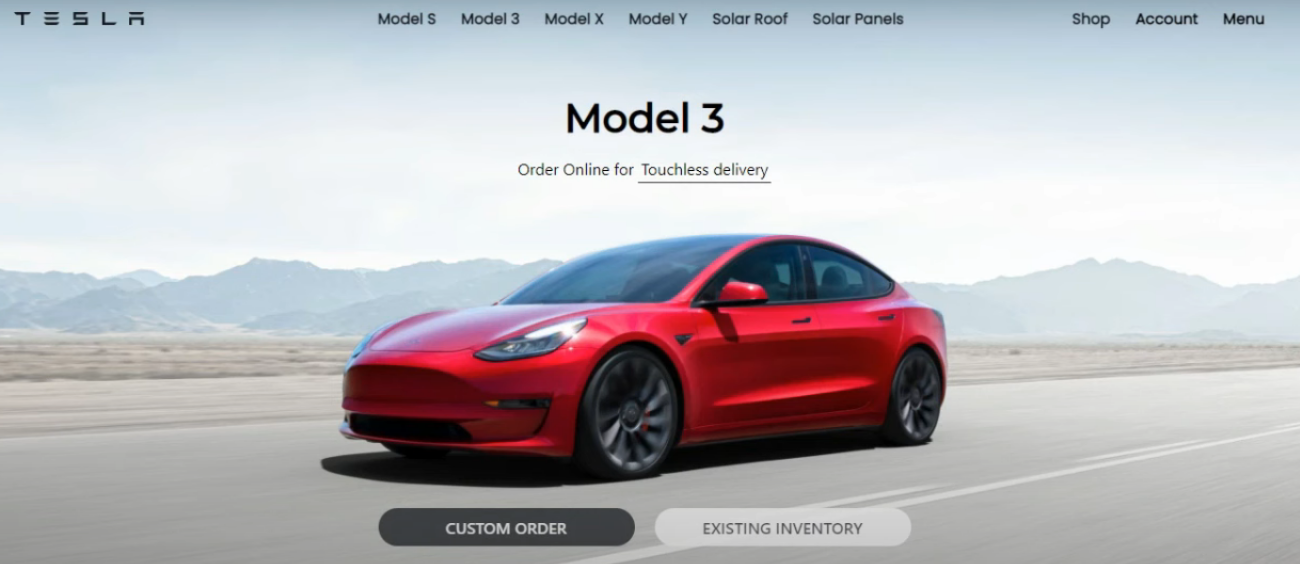 TESLA Model S Model 3 Model X Model Y Solar Roof Solar Panels Shop Account Menu
Model 3
Order Online for Touchless delivery
CUSTOM ORDER EXISTING INVENTORY